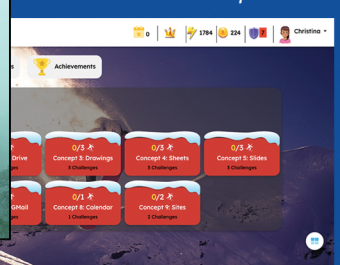 0 1784 224 7 Christina
s Achievements
0/3 0/3 0/3
Drive Concept 3: Drawings Concept 4: Sheets Concept 5: Slides
ges 3 Challenges 3 Challenges 3 Challenges
0/1 0/2
GMail Concept 8: Calendar Concept 9: Sites
ges 1 Challenges 2 Challenges